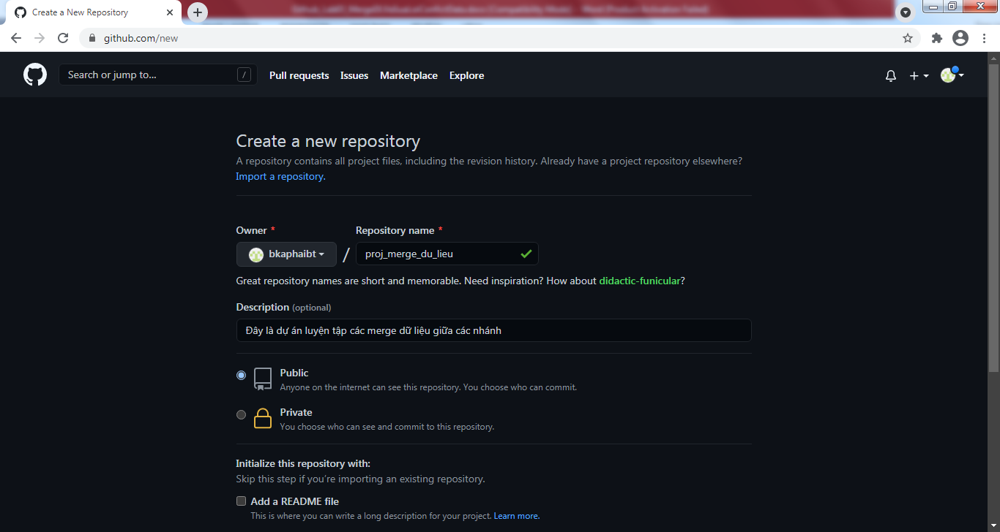 Create a New Repository
github.com/new
Search or jump to... /
Pull requests Issues Marketplace Explore
Create a new repository
A repository contains all project files, including the revision history. Already have a project repository elsewhere?
Import a repository.
Owner * Repository name *
bkaphaibt / proj_merge_du_lieu
Great repository names are short and memorable. Need inspiration? How about didactic-funicular?
Description (optional)
Đây là dự án luyện tập các merge dữ liệu giữa các nhánh
Public
Anyone on the internet can see this repository. You choose who can commit.
Private
You choose who can see and commit to this repository.
Initialize this repository with:
Skip this step if you're importing an existing repository.
Add a README file
This is where you can write a long description for your project. Learn more.